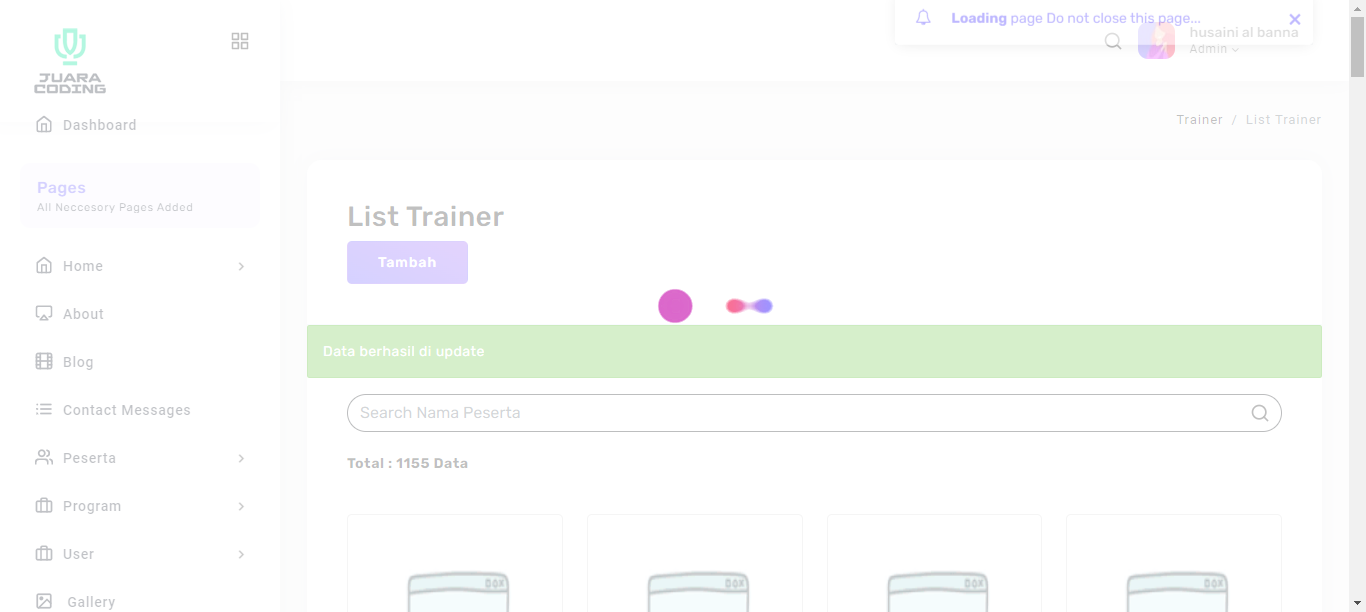 Loading page Do not close this page...
husaini al banna
Admin
JUARA
CODING
Dashboard
Trainer / List Trainer
Pages
All Neccesory Pages Added
List Trainer
Tambah
Home
About
Data berhasil di update
Blog
Search Nama Peserta
Contact Messages
Peserta
Total : 1155 Data
Program
User
Gallery